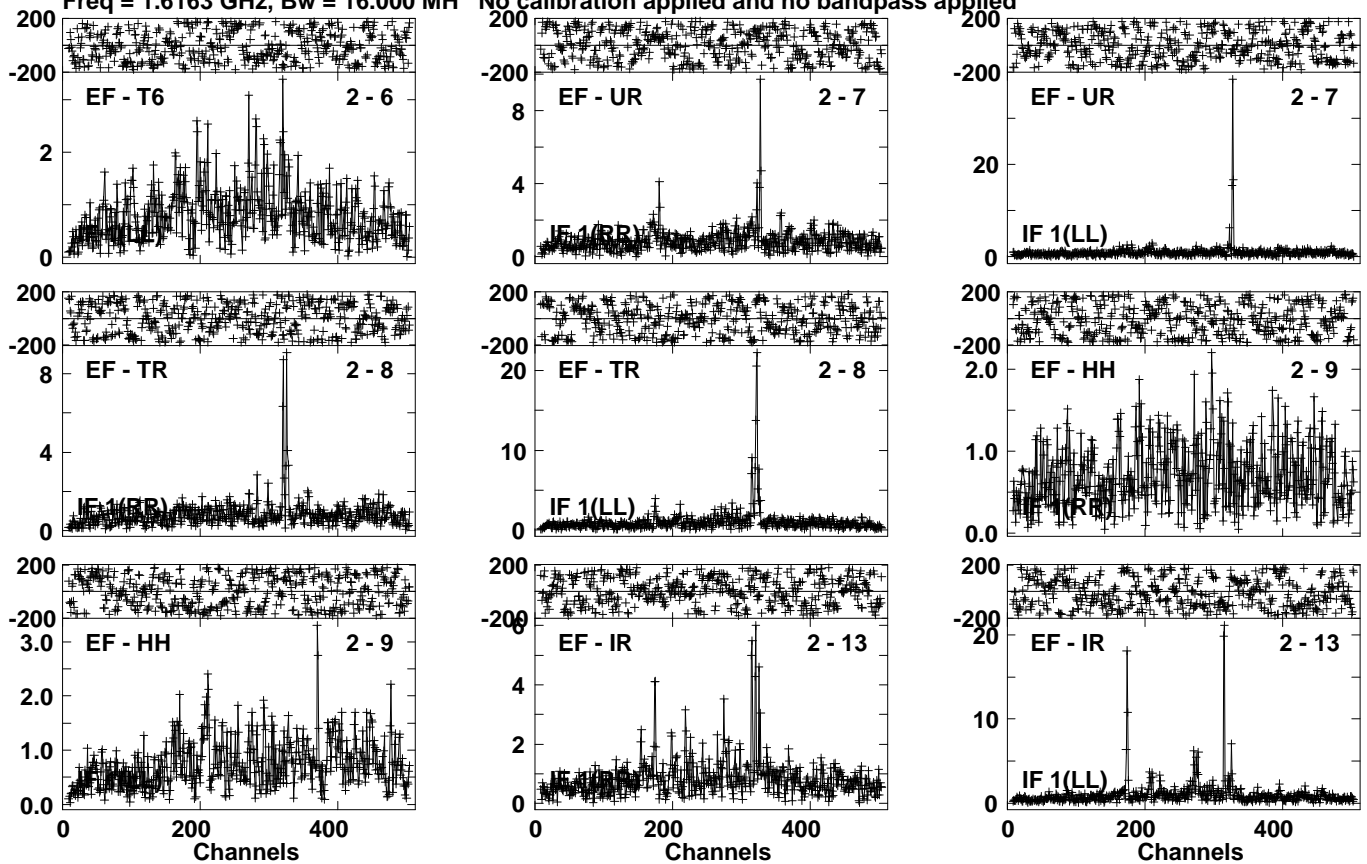 Freq = 1.6163 GHz, Bw = 16.000 MH No calibration applied and no bandpass applied
200 200 200
-200 -200 -200
EF - T6 2 - 6 EF - UR 2 - 7 EF - UR 2 - 7
2 8 20
4
IF 1(RR) IF 1(LL)
0 0 0
200 200 200
-200 -200 -200
EF - TR 2 - 8 EF - TR 2 - 8 EF - HH 2 - 9
8 20 2.0
4 10 1.0
IF 1(RR) IF 1(LL) IF 1(RR)
0 0 0.0
200 200 200
-200 -200 -200
EF - HH 2 - 9 EF - IR 2 - 13 EF - IR 2 - 13
3.0 6 20
2.0 4 10
1.0 2
IF 1(RR) IF 1(LL)
0.0 0 0
0 200 400 0 200 400 0 200 400
Channels Channels Channels